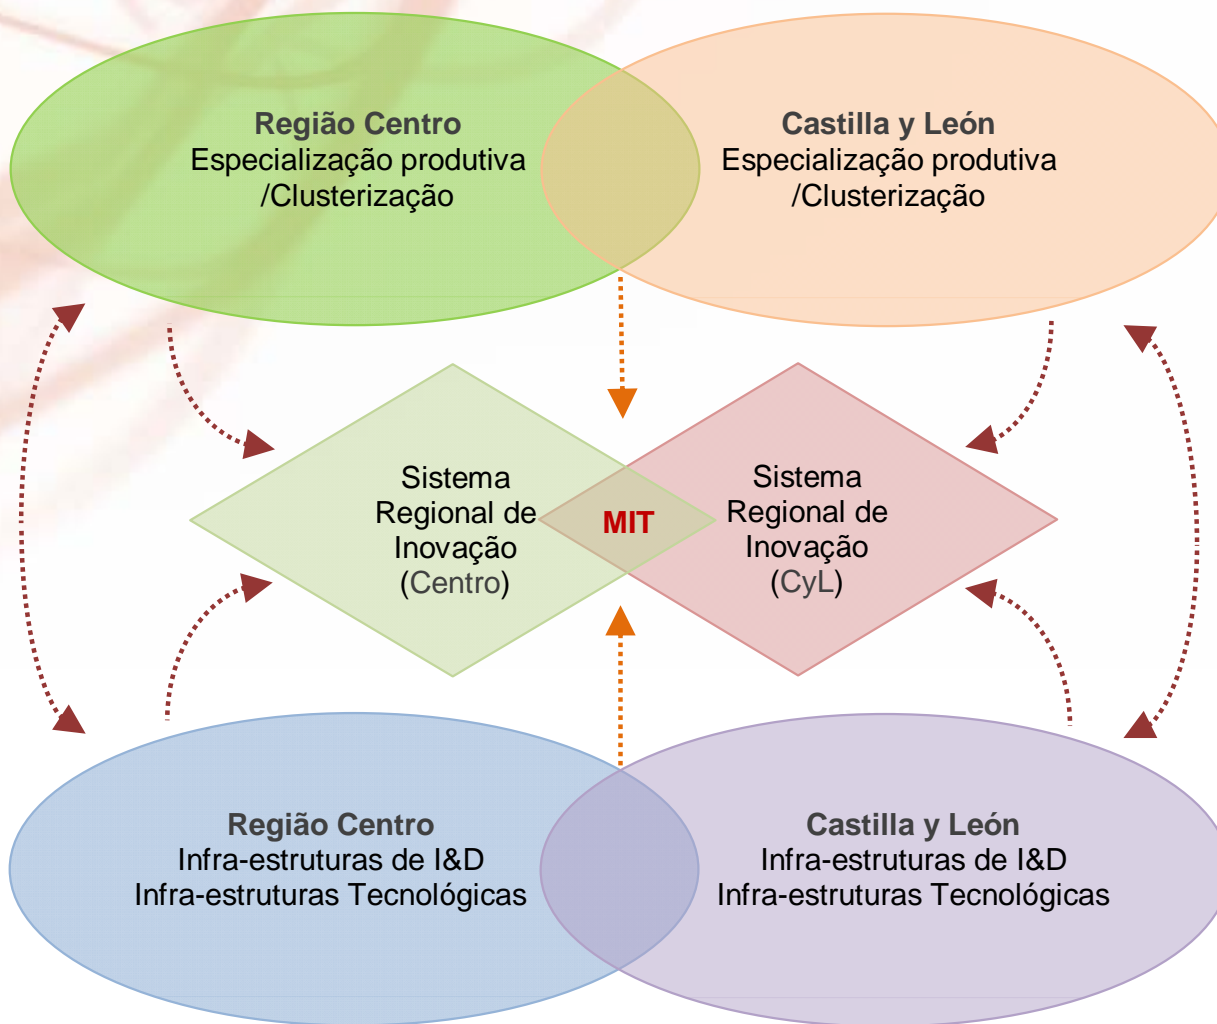 Região Centro
Especialização produtiva
/Clusterização
Castilla y León
Especialização produtiva
/Clusterização
Sistema
Regional de
Inovação
(Centro)
MIT
Sistema
Regional de
Inovação
(CyL)
Região Centro
Infra-estruturas de I&D
Infra-estruturas Tecnológicas
Castilla y León
Infra-estruturas de I&D
Infra-estruturas Tecnológicas